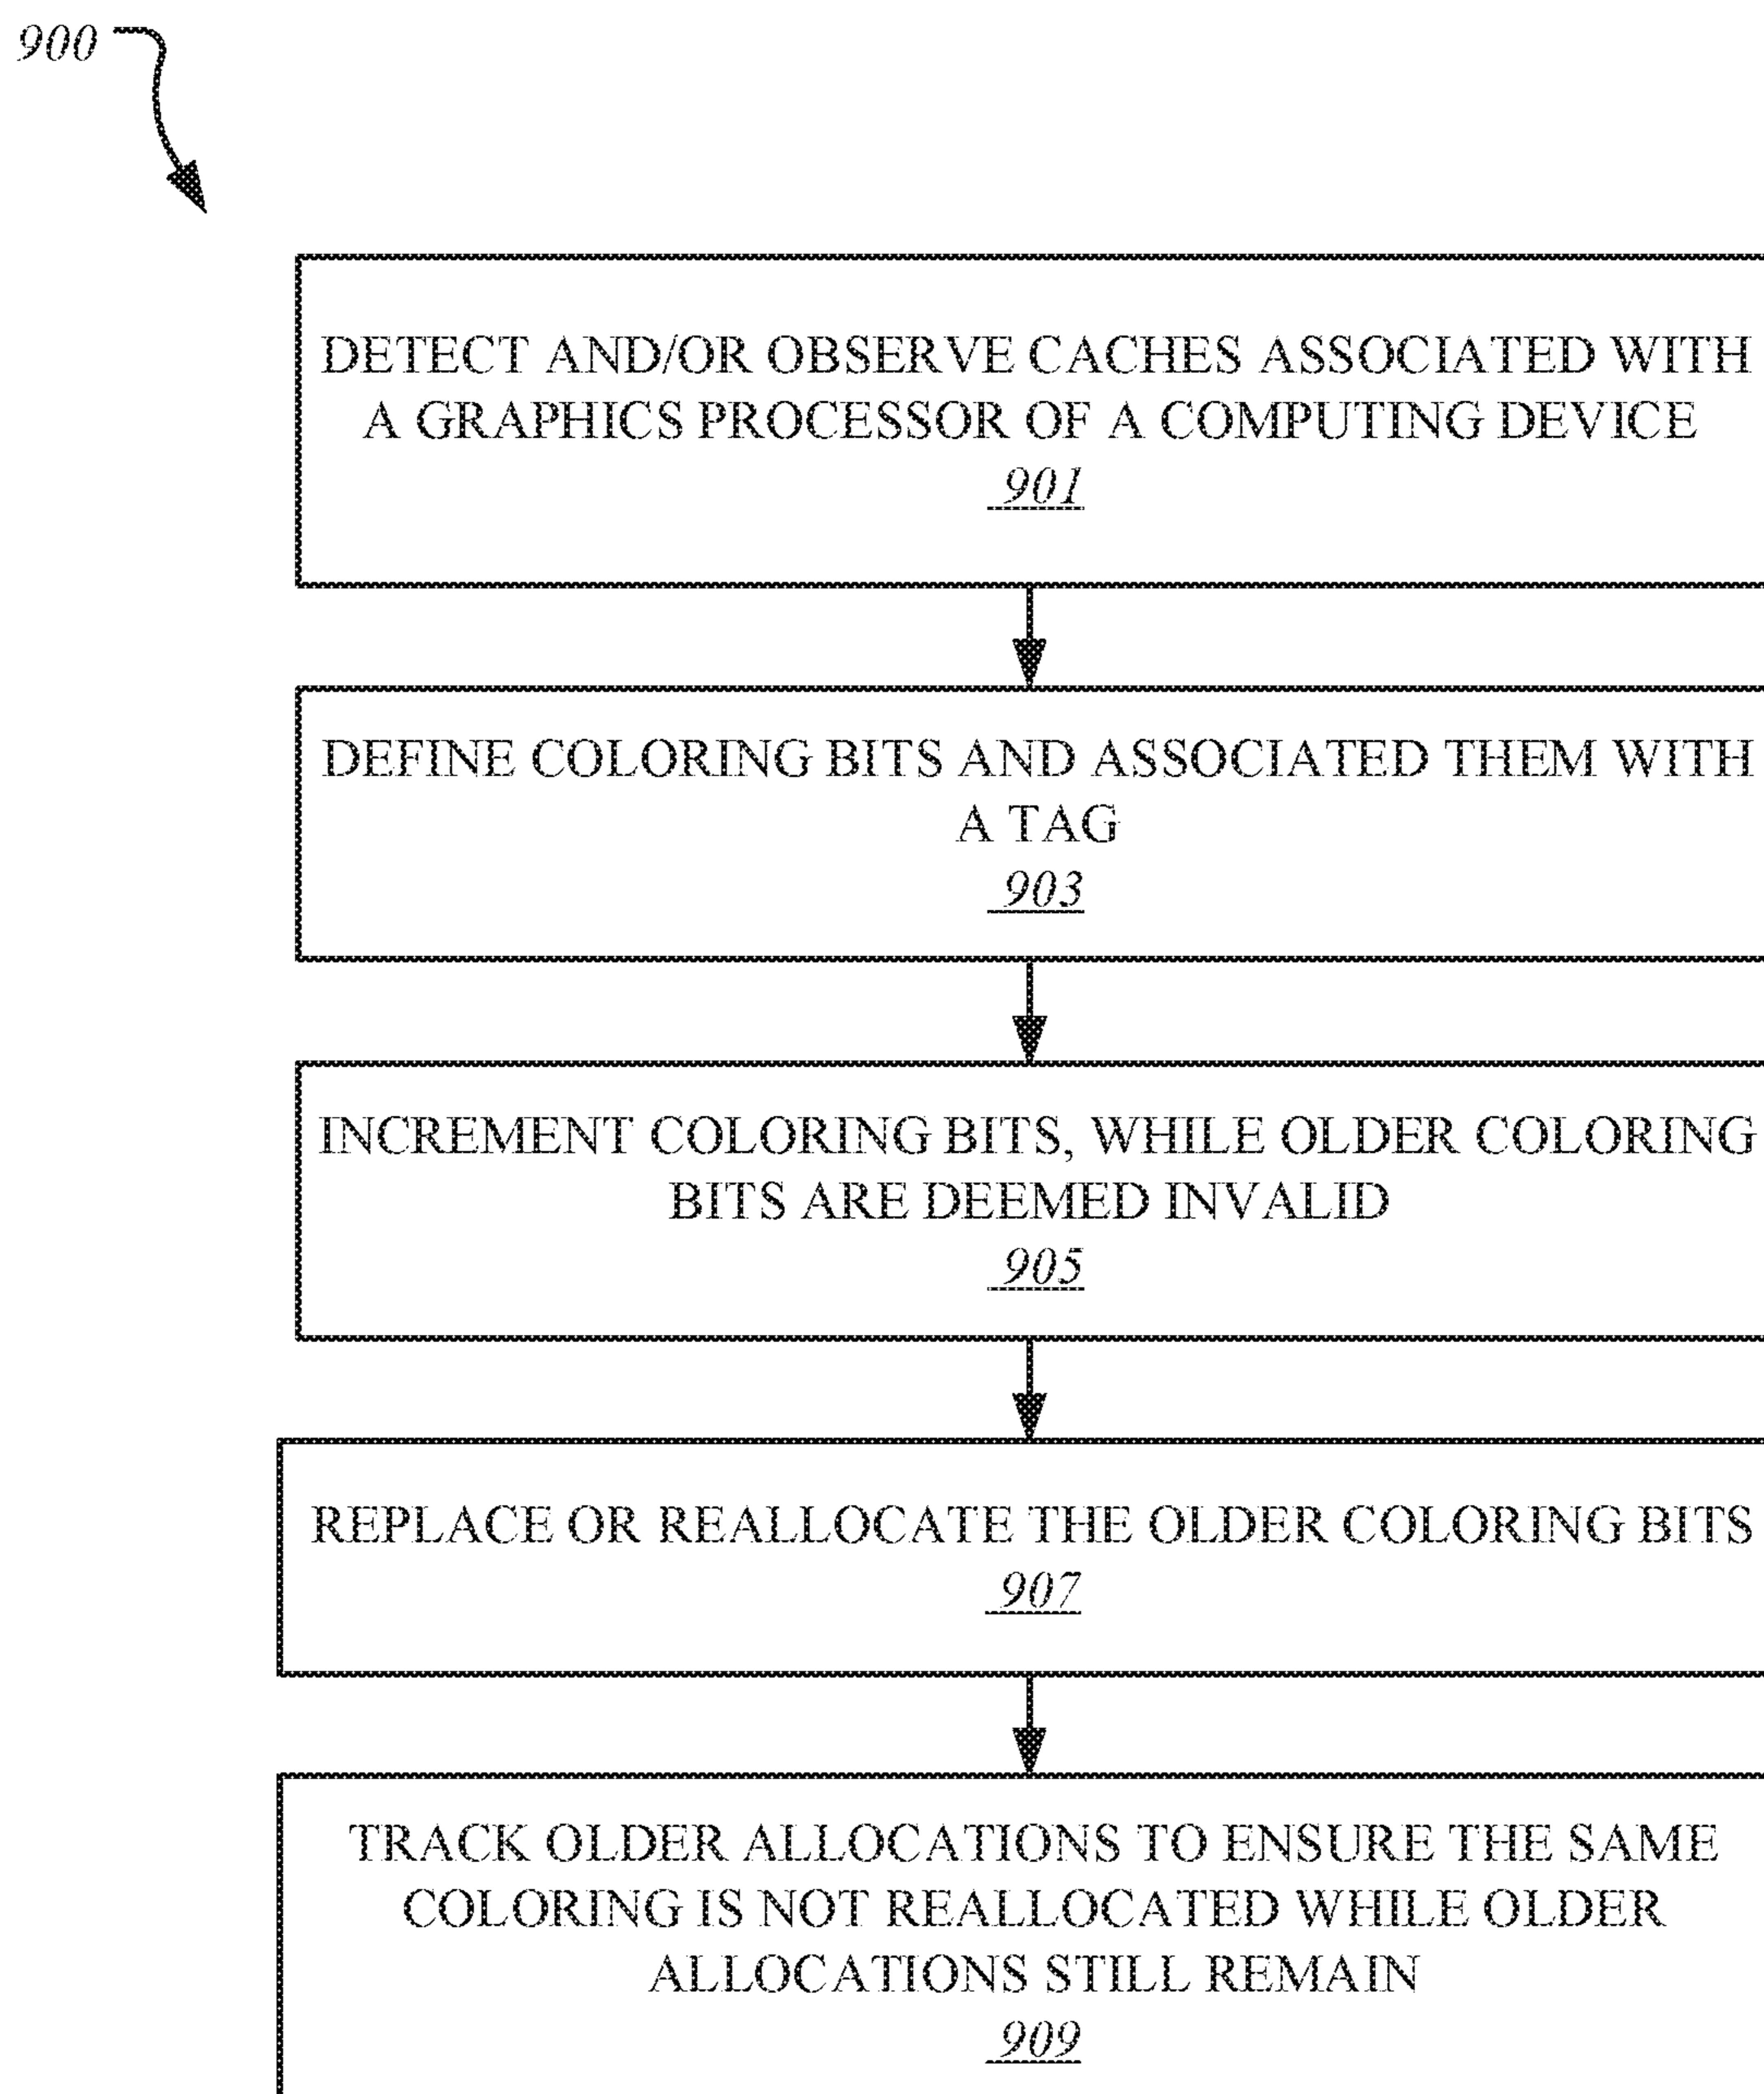 900
DETECT AND/OR OBSERVE CACHES ASSOCIATED WITH
A GRAPHICS PROCESSOR OF A COMPUTING DEVICE
901
DEFINE COLORING BITS AND ASSOCIATED THEM WITH
A TAG
903
INCREMENT COLORING BITS, WHILE OLDER COLORING
BITS ARE DEEMED INVALID
905
REPLACE OR REALLOCATE THE OLDER COLORING BITS
907
TRACK OLDER ALLOCATIONS TO ENSURE THE SAME
COLORING IS NOT REALLOCATED WHILE OLDER
ALLOCATIONS STILL REMAIN
909